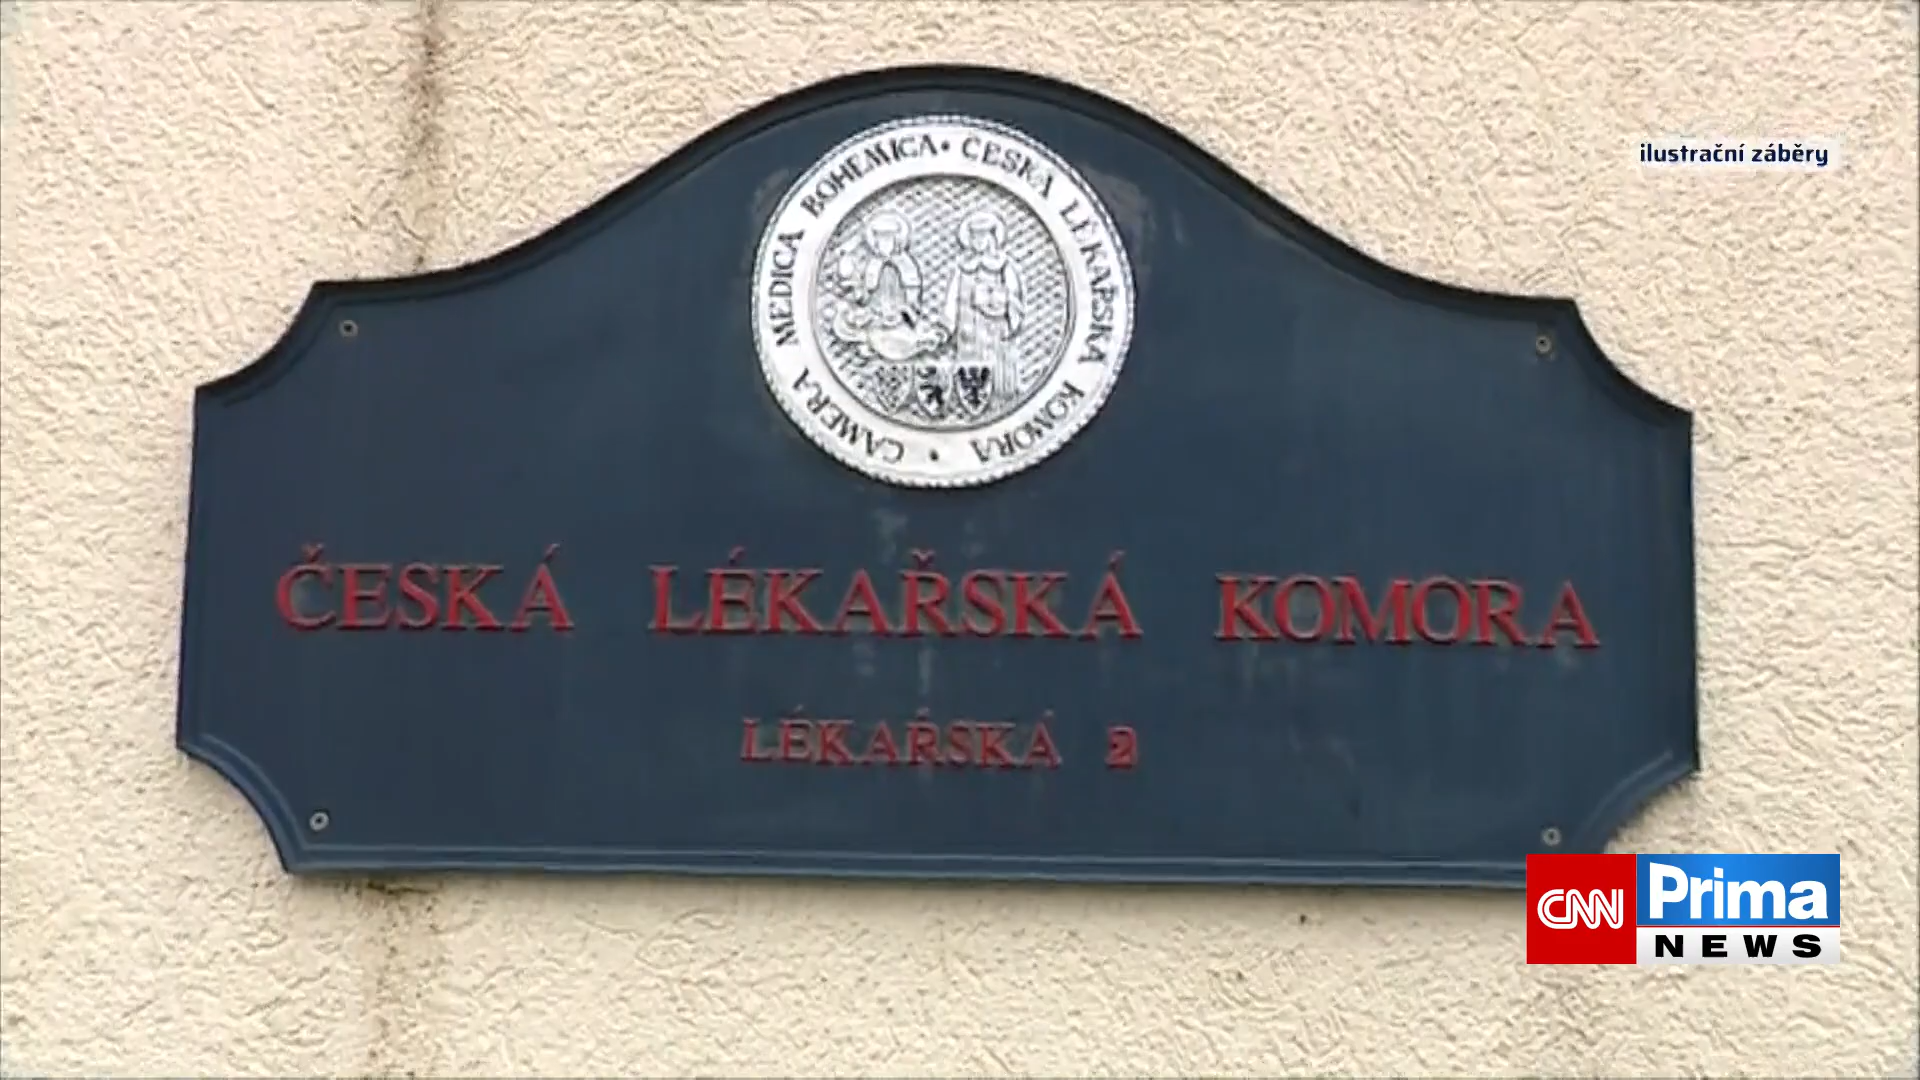 ilustrační záběry
CAMERA MEDICA BOHEMICA • ČESKÁ LÉKAŘSKÁ KOMORA •
ČESKÁ LÉKAŘSKÁ KOMORA
LÉKAŘSKÁ 2
CNN Prima
NEWS